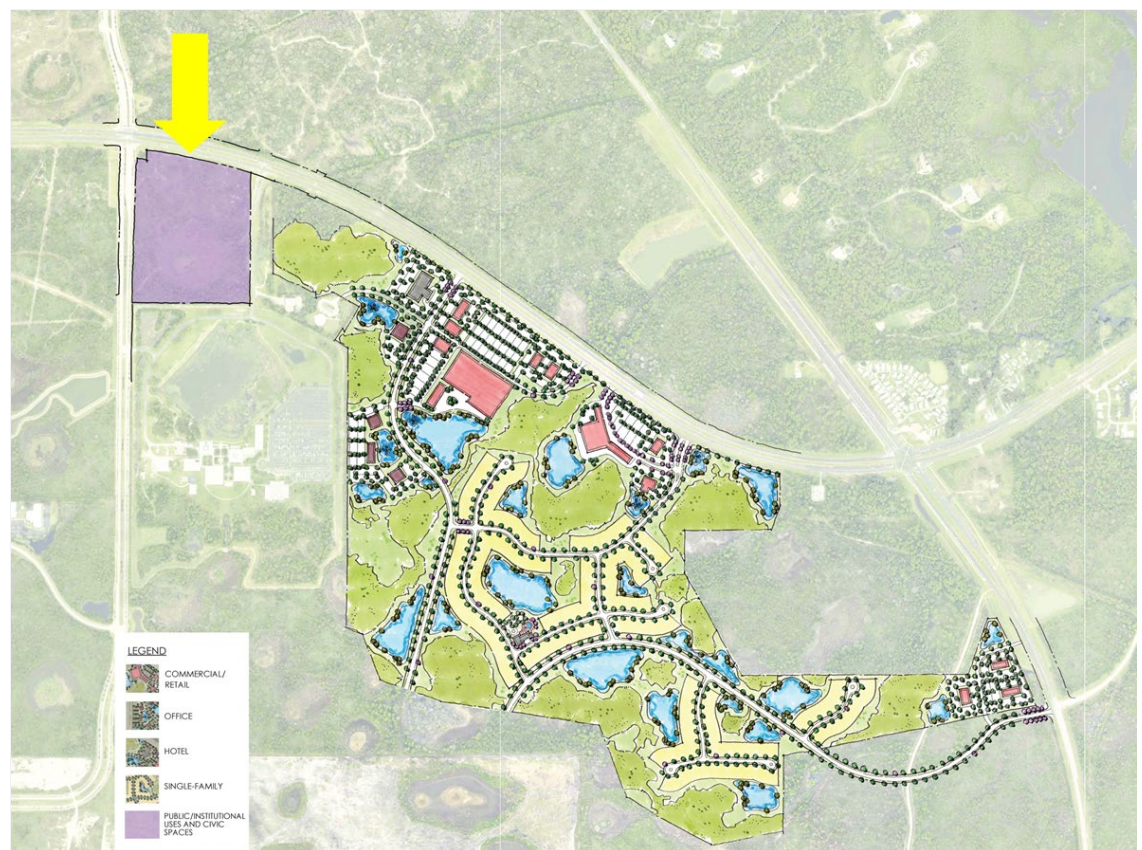 LEGEND
COMMERCIAL/
RETAIL
OFFICE
HOTEL
SINGLE-FAMILY
PUBLIC/INSTITUTIONAL
USES AND CIVIC
SPACES